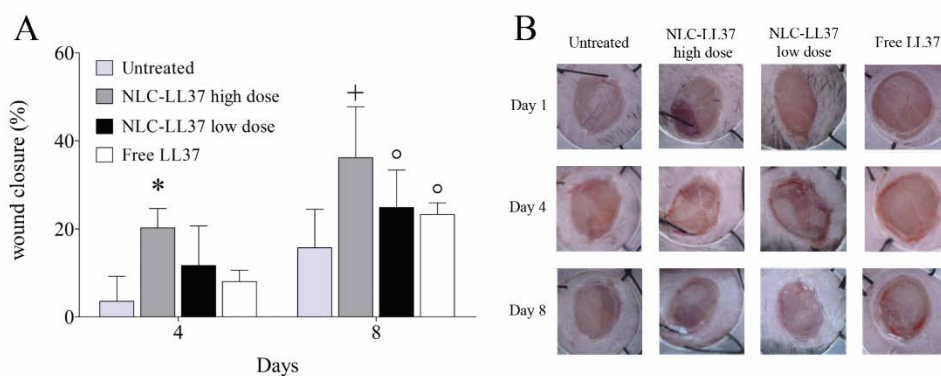 A
60
40
20
0
wound closure (%)
Untreated
NLC-LL37 high dose
NLC-LL37 low dose
Free LL37
*
+
4
8
Days
B
Untreated
NLC-LL37
high dose
NLC-LL37
low dose
Free LL37
Day 1
Day 4
Day 8